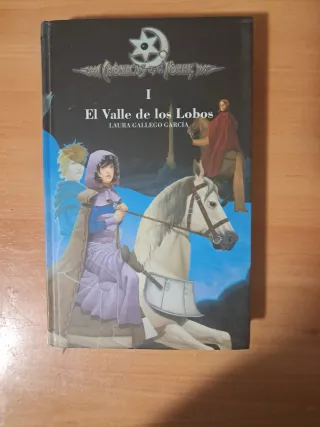 CRÓNICAS DE LA TORRE
I
El Valle de los Lobos
LAURA GALLEGO GARCÍA